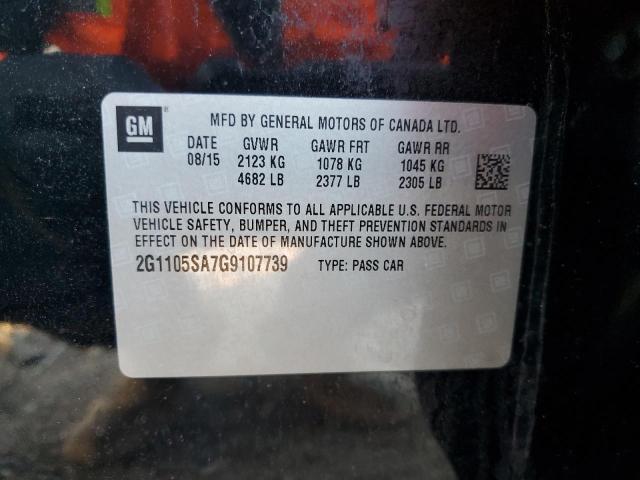 GM
MFD BY GENERAL MOTORS OF CANADA LTD.
DATE GVWR GAWR FRT GAWR RR
08/15 2123 KG 1078 KG 1045 KG
4682 LB 2377 LB 2305 LB
THIS VEHICLE CONFORMS TO ALL APPLICABLE U.S. FEDERAL MOTOR
VEHICLE SAFETY, BUMPER, AND THEFT PREVENTION STANDARDS IN
EFFECT ON THE DATE OF MANUFACTURE SHOWN ABOVE.
2G1105SA7G9107739 TYPE: PASS CAR